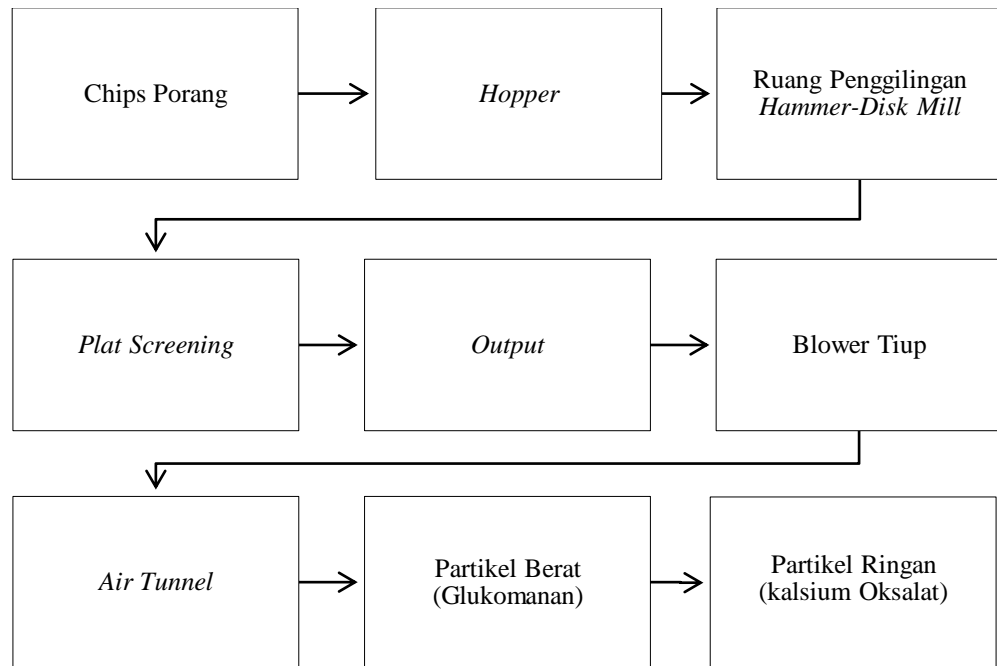 Chips Porang
Hopper
Ruang Penggilingan
Hammer-Disk Mill
Plat Screening
Output
Blower Tiup
Air Tunnel
Partikel Berat
(Glukomanan)
Partikel Ringan
(kalsium Oksalat)